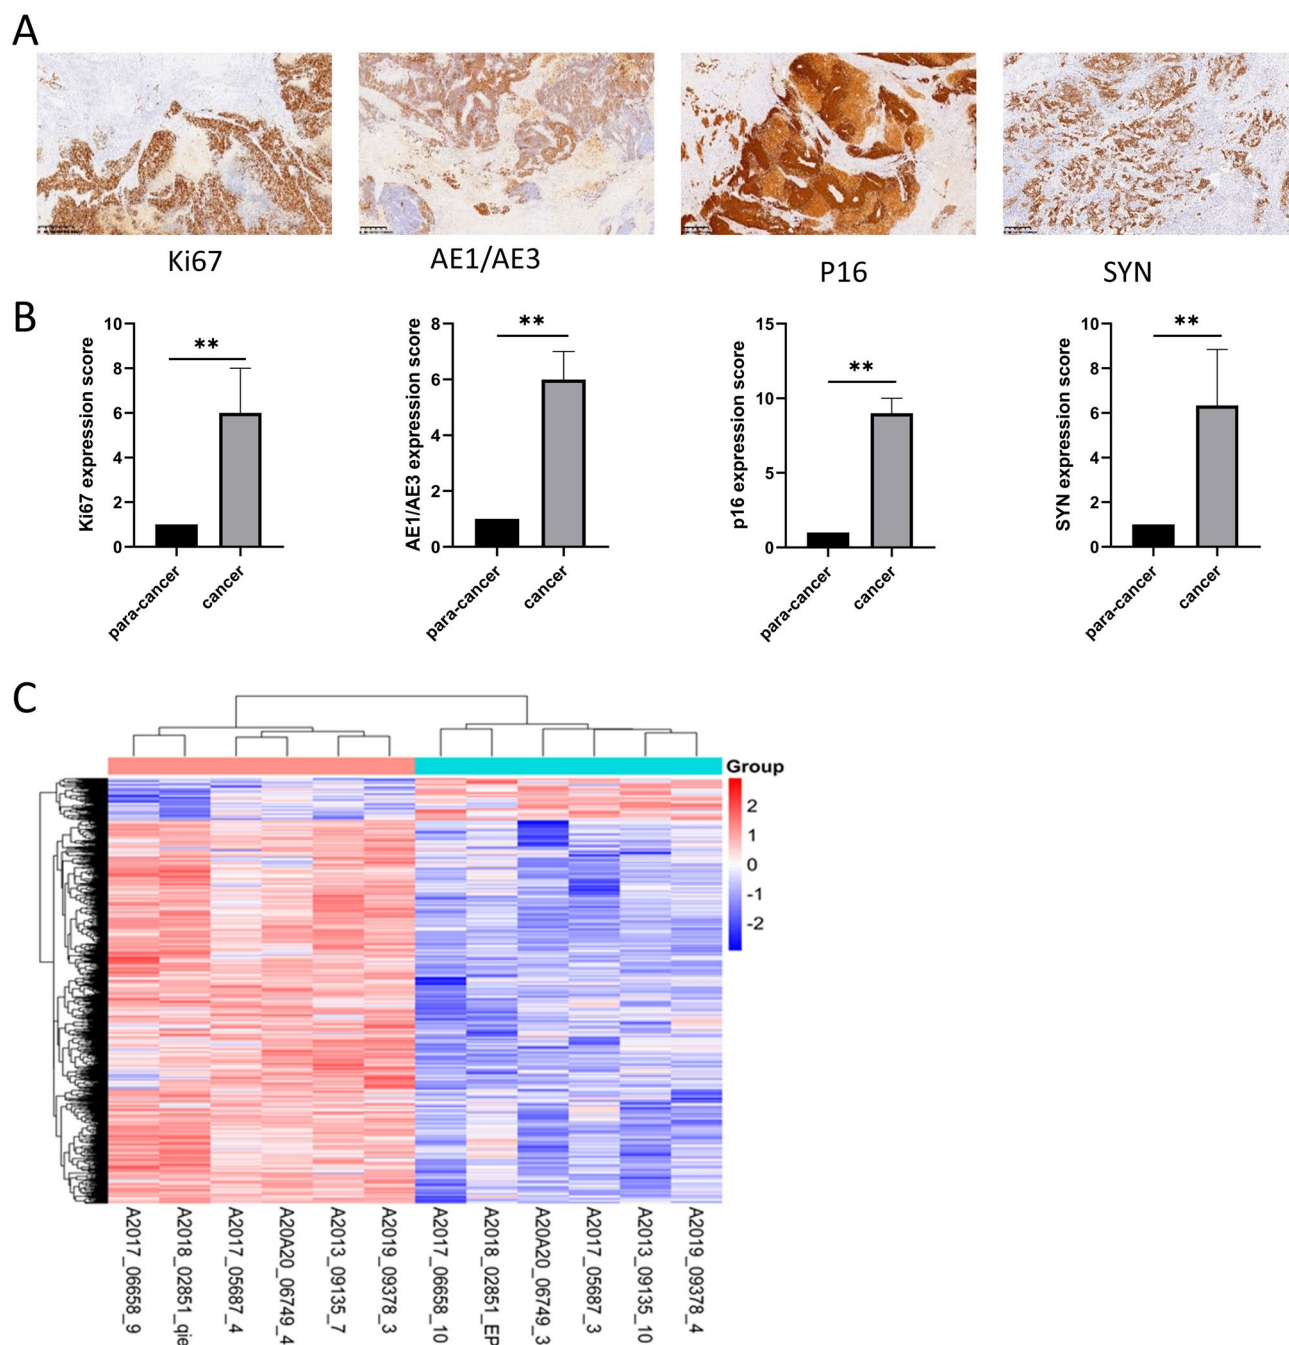 A
Ki67
AE1/AE3
P16
SYN
B
Ki67 expression score
10
8
6
4
2
0
**
para-cancer
cancer
AE1/AE3 expression score
8
6
4
2
0
**
para-cancer
cancer
p16 expression score
15
10
5
0
**
para-cancer
cancer
SYN expression score
10
8
6
4
2
0
**
para-cancer
cancer
C
Group
2
1
0
-1
-2
A2017_06658_9
A2018_02851_qie
A2017_05687_4
A20A20_06749_4
A2013_09135_7
A2019_09378_3
A2017_06658_10
A2018_02851_EP
A20A20_06749_3
A2017_05687_3
A2013_09135_10
A2019_09378_4